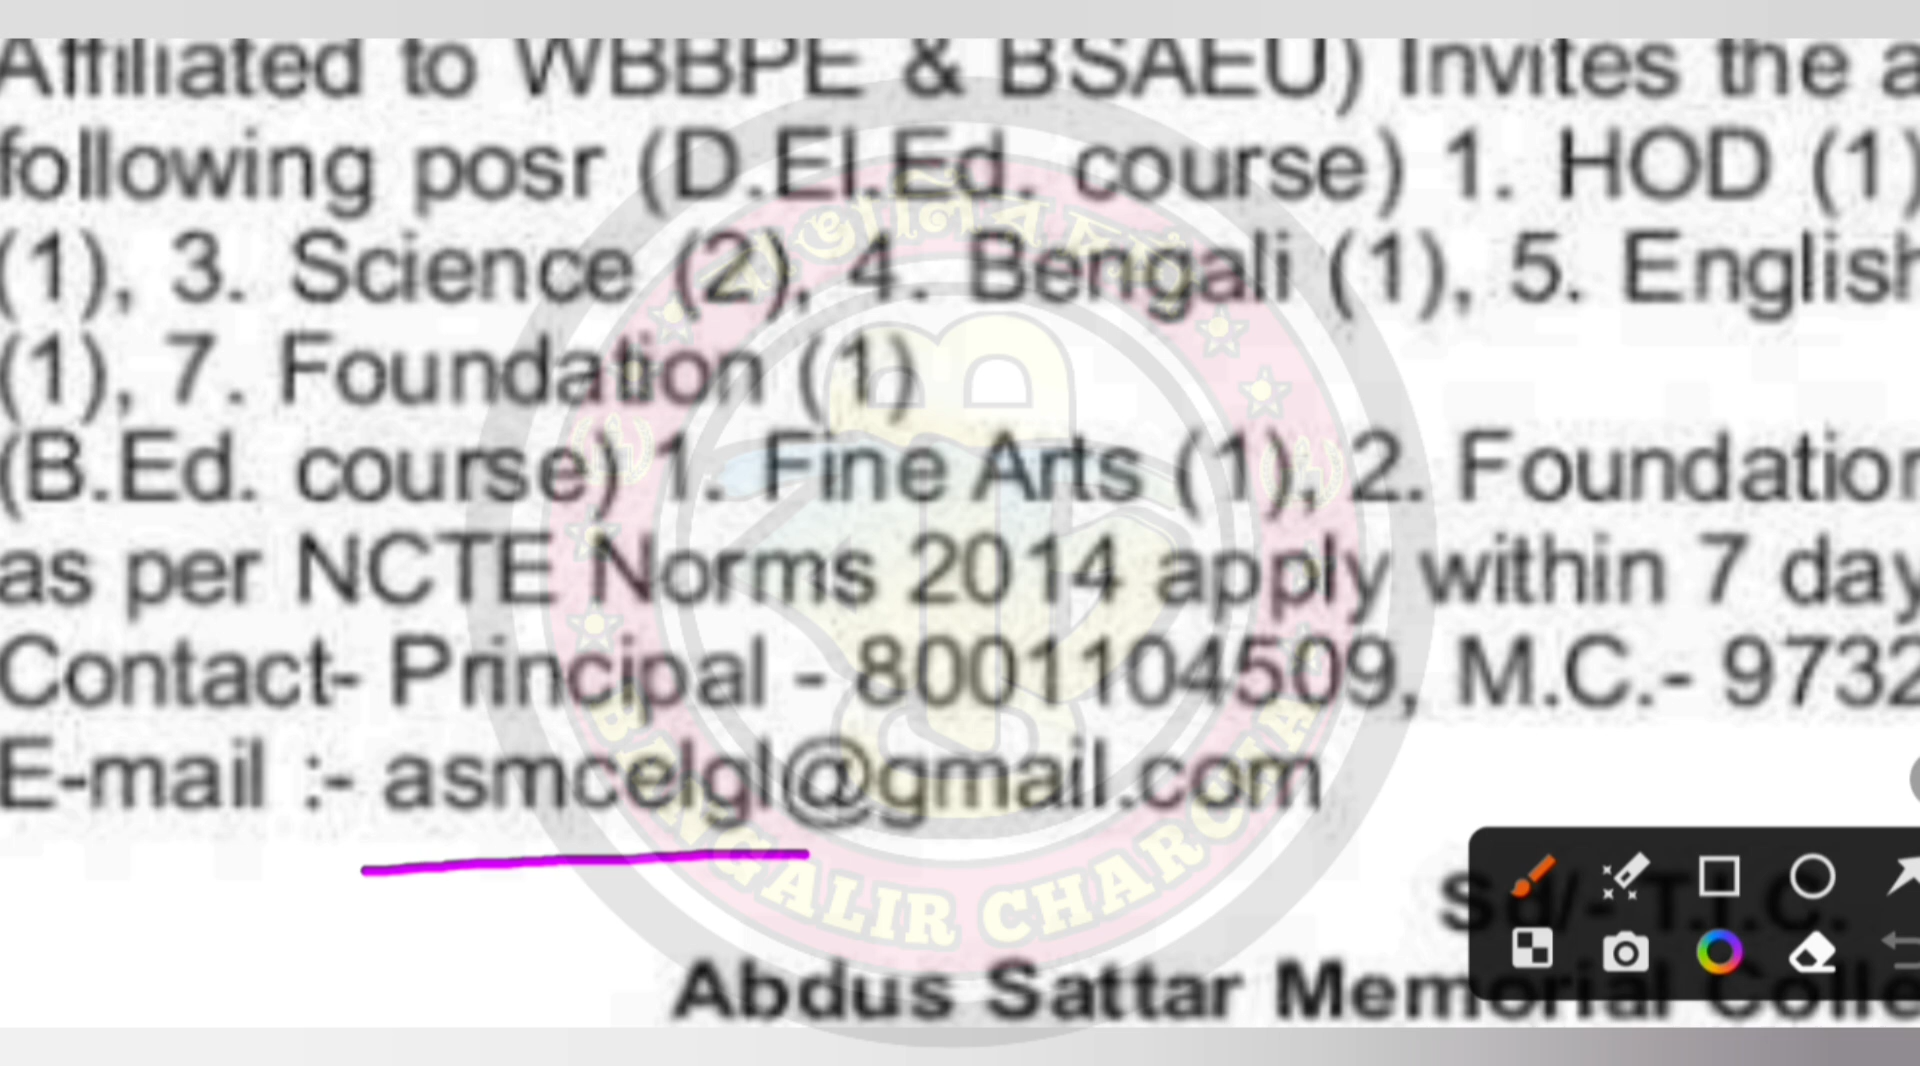 Affiliated to WBBPE & BSAEU) Invites the a
following posr (D.El.Ed. course) 1. HOD (1)
(1), 3. Science (2), 4. Bengali (1), 5. English
(1), 7. Foundation (1)
(B.Ed. course) 1. Fine Arts (1), 2. Foundation
as per NCTE Norms 2014 apply within 7 day
Contact- Principal - 8001104509, M.C.- 9732
E-mail :- asmcelgl@gmail.com
BANGALIR CHARCHA
Sd/- T.I.C.
Abdus Sattar Memorial Colle